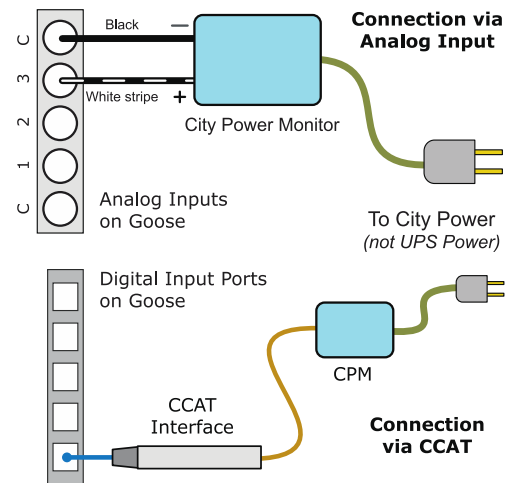 Connection via
Analog Input
C
3
2
1
C
Black
−
White stripe
+
City Power Monitor
Analog Inputs
on Goose
To City Power
(not UPS Power)
Digital Input Ports
on Goose
CPM
CCAT
Interface
Connection
via CCAT